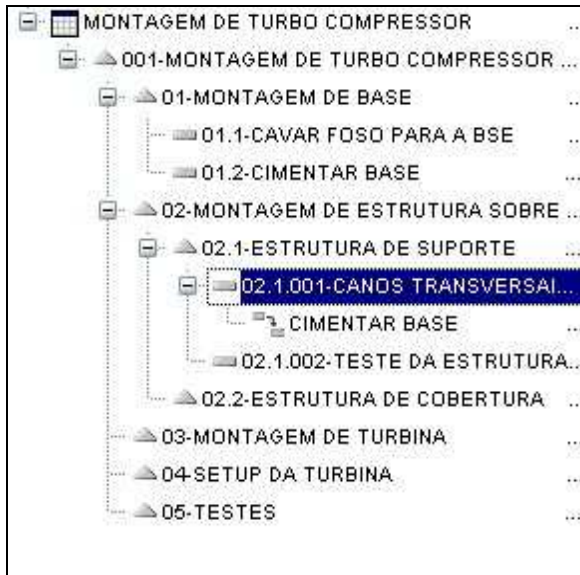 MONTAGEM DE TURBO COMPRESSOR ..
001-MONTAGEM DE TURBO COMPRESSOR ...
01-MONTAGEM DE BASE ..
01.1-CAVAR FOSO PARA A BSE ..
01.2-CIMENTAR BASE ...
02-MONTAGEM DE ESTRUTURA SOBRE ...
02.1-ESTRUTURA DE SUPORTE ...
02.1.001-CANOS TRANSVERSAI...
CIMENTAR BASE ..
02.1.002-TESTE DA ESTRUTURA...
02.2-ESTRUTURA DE COBERTURA ..
03-MONTAGEM DE TURBINA ...
04-SETUP DA TURBINA ...
05-TESTES ...